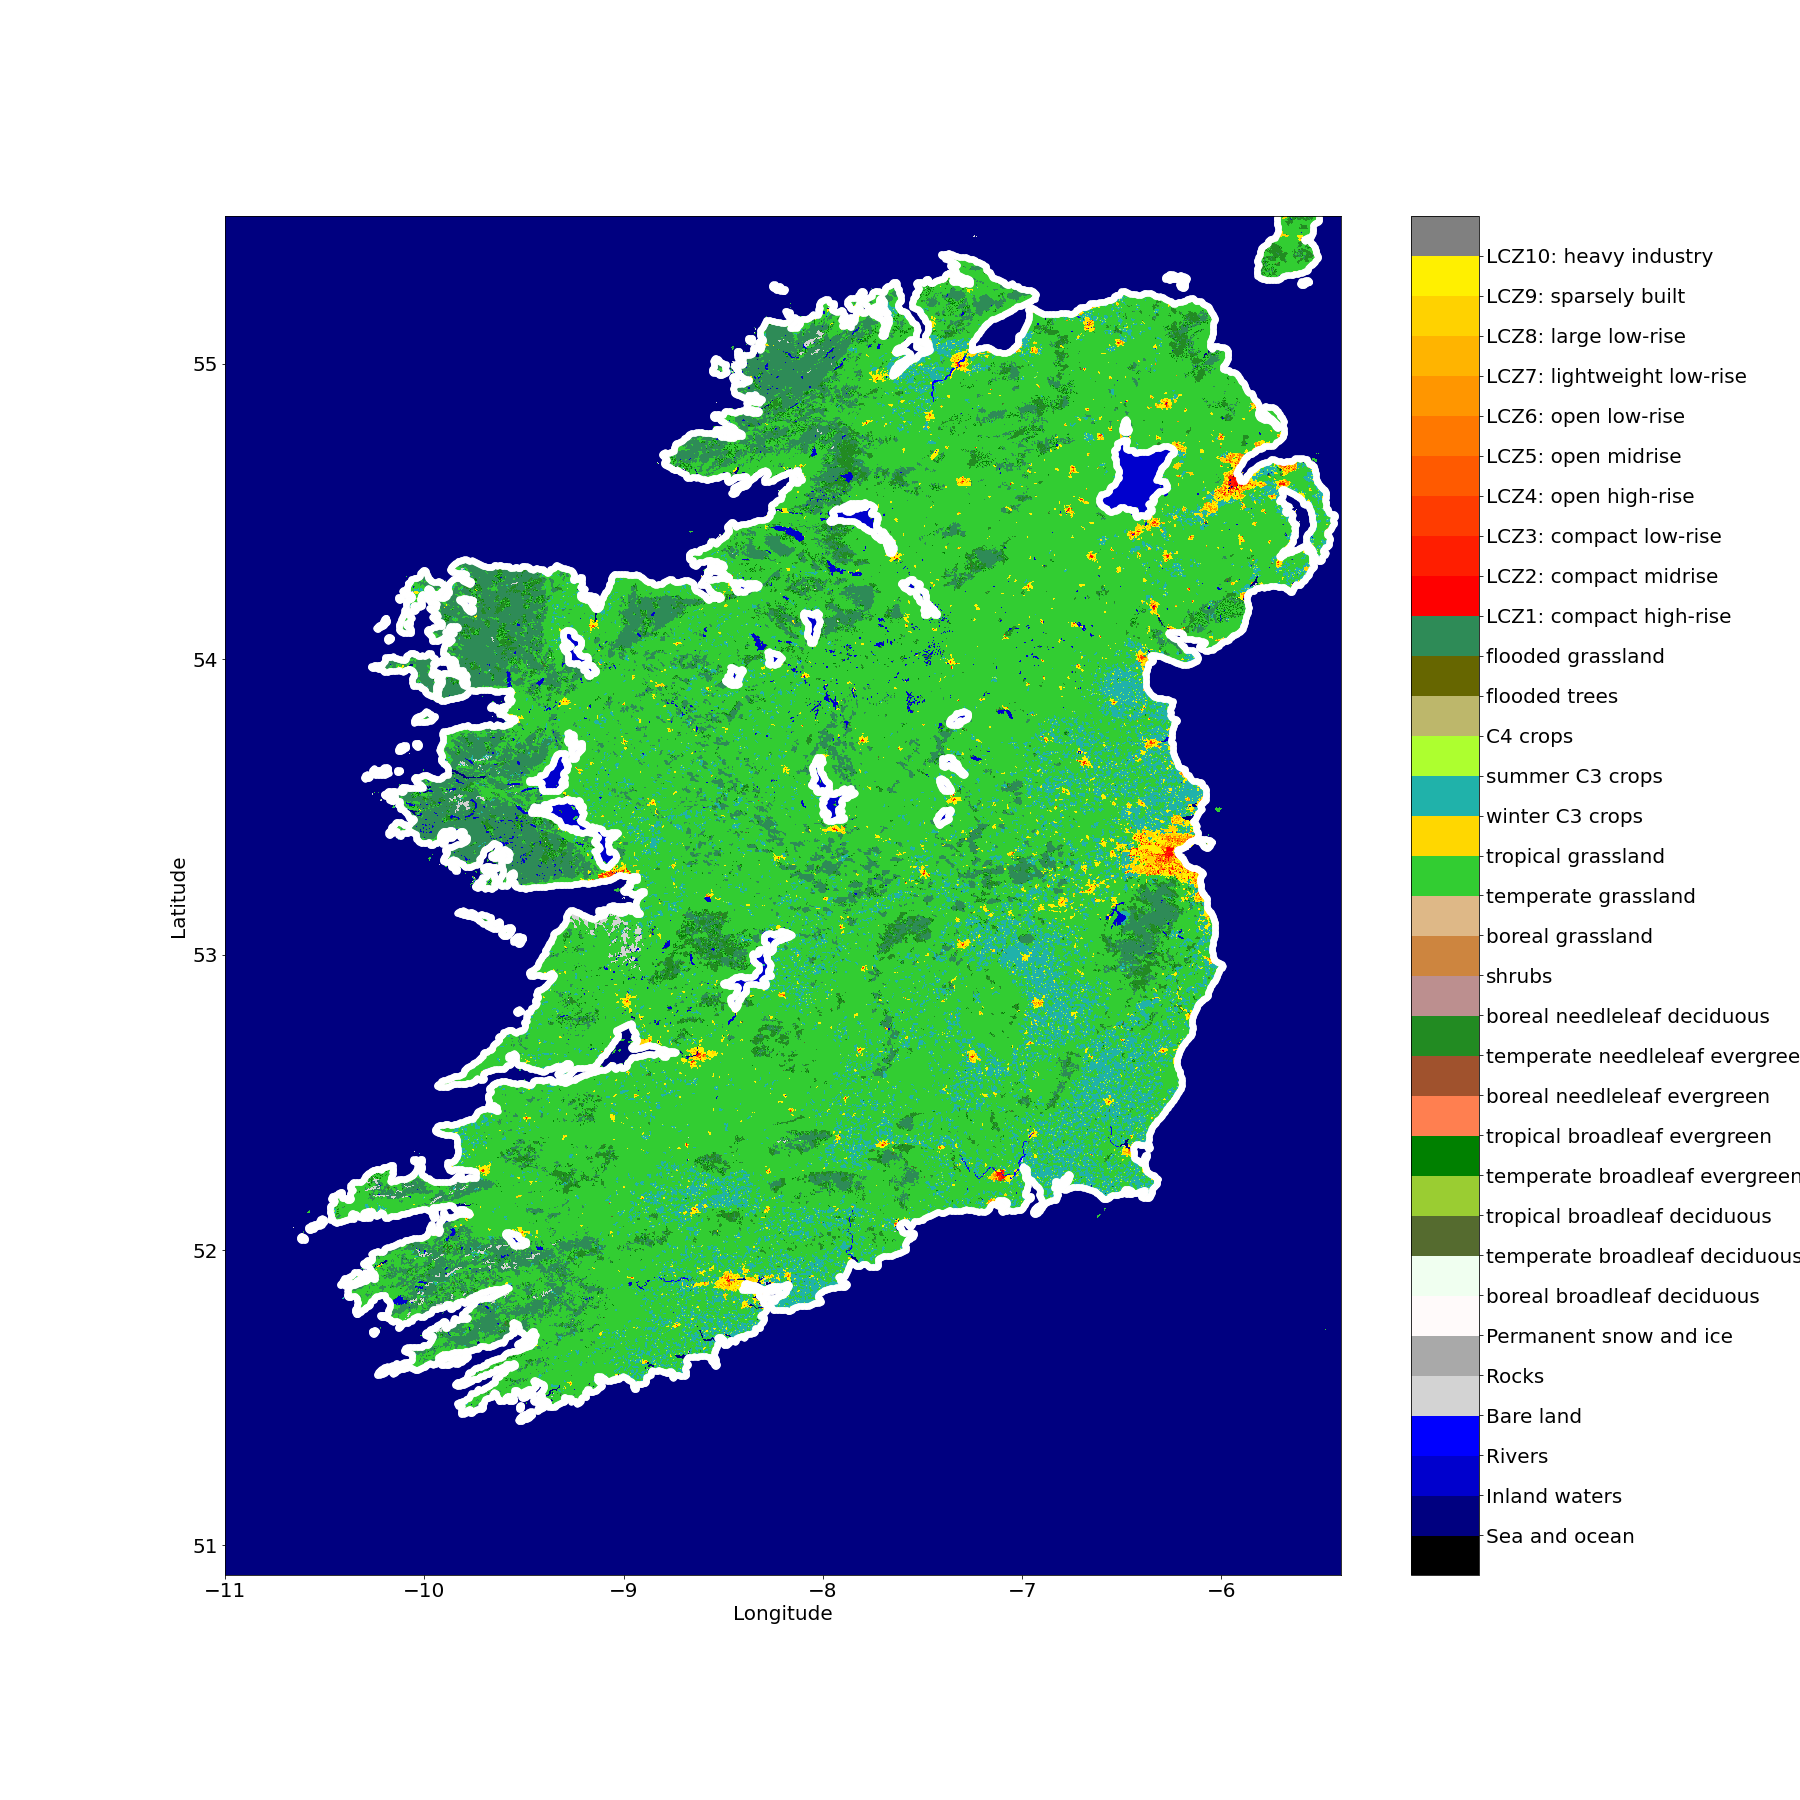 55
54
53
52
51
Latitude
−11
−10
−9
−8
−7
−6
Longitude
LCZ10: heavy industry
LCZ9: sparsely built
LCZ8: large low-rise
LCZ7: lightweight low-rise
LCZ6: open low-rise
LCZ5: open midrise
LCZ4: open high-rise
LCZ3: compact low-rise
LCZ2: compact midrise
LCZ1: compact high-rise
flooded grassland
flooded trees
C4 crops
summer C3 crops
winter C3 crops
tropical grassland
temperate grassland
boreal grassland
shrubs
boreal needleleaf deciduous
temperate needleleaf evergree
boreal needleleaf evergreen
tropical broadleaf evergreen
temperate broadleaf evergreen
tropical broadleaf deciduous
temperate broadleaf deciduous
boreal broadleaf deciduous
Permanent snow and ice
Rocks
Bare land
Rivers
Inland waters
Sea and ocean